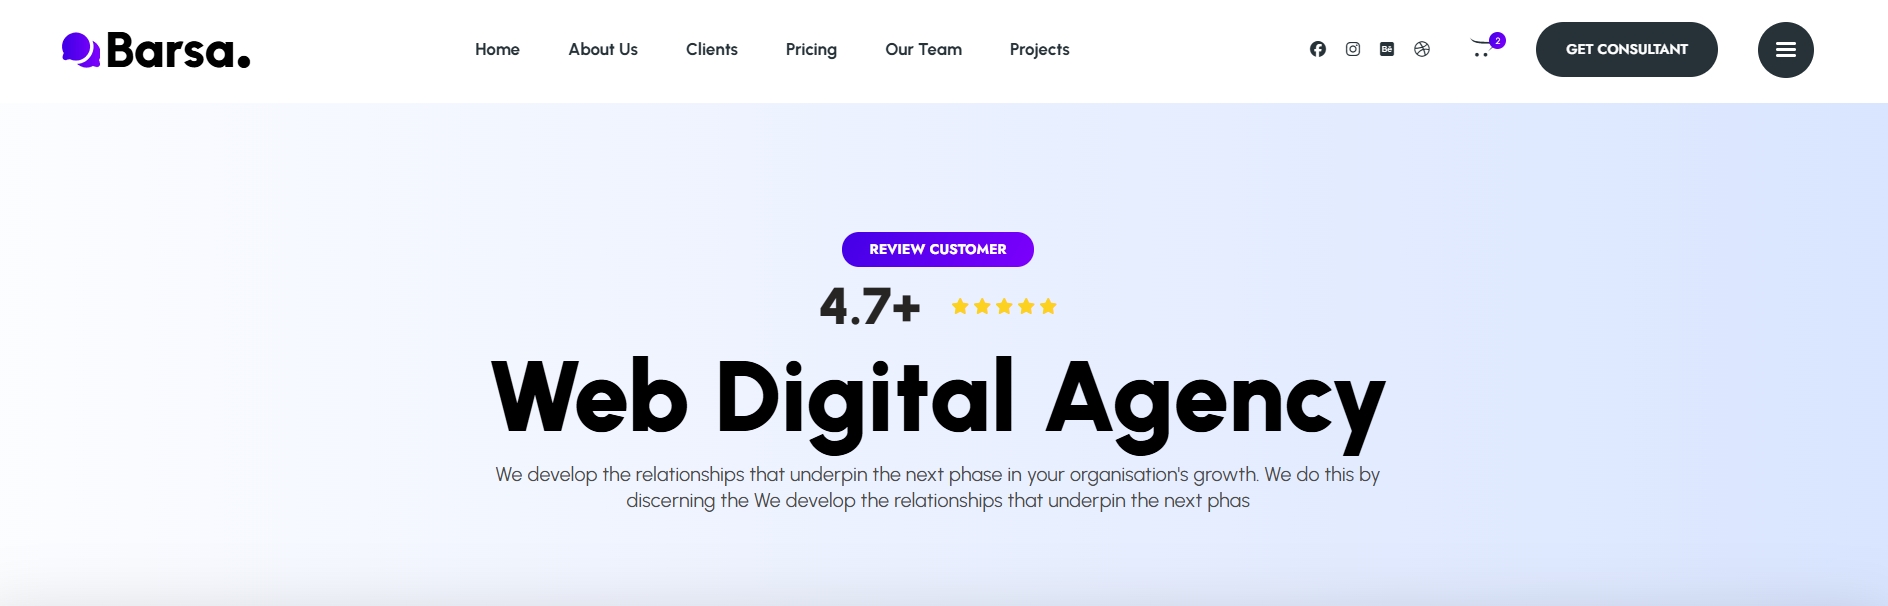 Barsa.
Home About Us Clients Pricing Our Team Projects
Bē
2
GET CONSULTANT
REVIEW CUSTOMER
4.7+
Web Digital Agency
We develop the relationships that underpin the next phase in your organisation's growth. We do this by
discerning the We develop the relationships that underpin the next phas